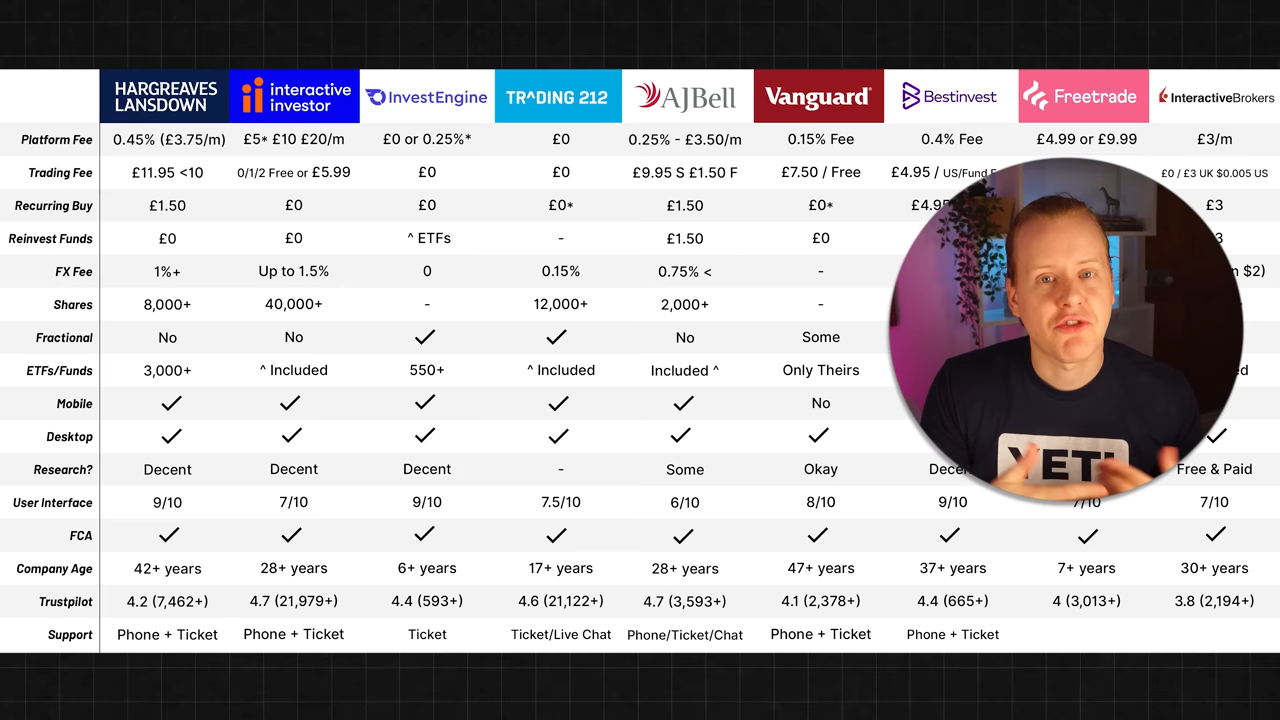 HARGREAVES LANSDOWN ii interactive investor InvestEngine TR^DING 212 AJBell Vanguard® Bestinvest Freetrade InteractiveBrokers
Platform Fee 0.45% (£3.75/m) £5* £10 £20/m £0 or 0.25%* £0 0.25% - £3.50/m 0.15% Fee 0.4% Fee £4.99 or £9.99 £3/m
Trading Fee £11.95 <10 0/1/2 Free or £5.99 £0 £0 £9.95 S £1.50 F £7.50 / Free £4.95 / US/Fund £0 / £3 UK $0.005 US
Recurring Buy £1.50 £0 £0 £0* £1.50 £0* £4.95 £3
Reinvest Funds £0 £0 ^ ETFs - £1.50 £0
FX Fee 1%+ Up to 1.5% 0 0.15% 0.75% < - $2)
Shares 8,000+ 40,000+ - 12,000+ 2,000+ -
Fractional No No ✓ ✓ No Some
ETFs/Funds 3,000+ ^ Included 550+ ^ Included Included ^ Only Theirs
Mobile ✓ ✓ ✓ ✓ ✓ No
Desktop ✓ ✓ ✓ ✓ ✓ ✓ ✓
Research? Decent Decent Decent - Some Okay Free & Paid
YETI
User Interface 9/10 7/10 9/10 7.5/10 6/10 8/10 9/10 7/10 7/10
FCA ✓ ✓ ✓ ✓ ✓ ✓ ✓ ✓ ✓
Company Age 42+ years 28+ years 6+ years 17+ years 28+ years 47+ years 37+ years 7+ years 30+ years
Trustpilot 4.2 (7,462+) 4.7 (21,979+) 4.4 (593+) 4.6 (21,122+) 4.7 (3,593+) 4.1 (2,378+) 4.4 (665+) 4 (3,013+) 3.8 (2,194+)
Support Phone + Ticket Phone + Ticket Ticket Ticket/Live Chat Phone/Ticket/Chat Phone + Ticket Phone + Ticket